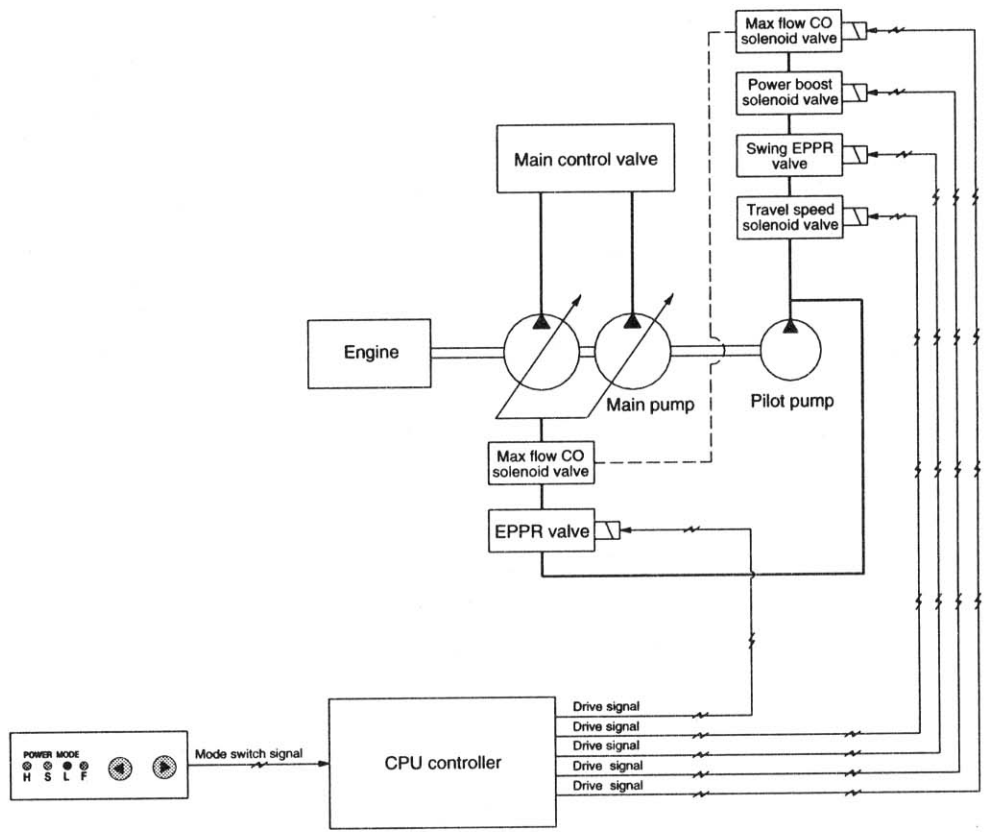 Max flow CO
solenoid valve
Power boost
solenoid valve
Swing EPPR
valve
Travel speed
solenoid valve
Main control valve
Engine
Main pump
Pilot pump
Max flow CO
solenoid valve
EPPR valve
POWER MODE
H S L F
Mode switch signal
CPU controller
Drive signal
Drive signal
Drive signal
Drive signal
Drive signal